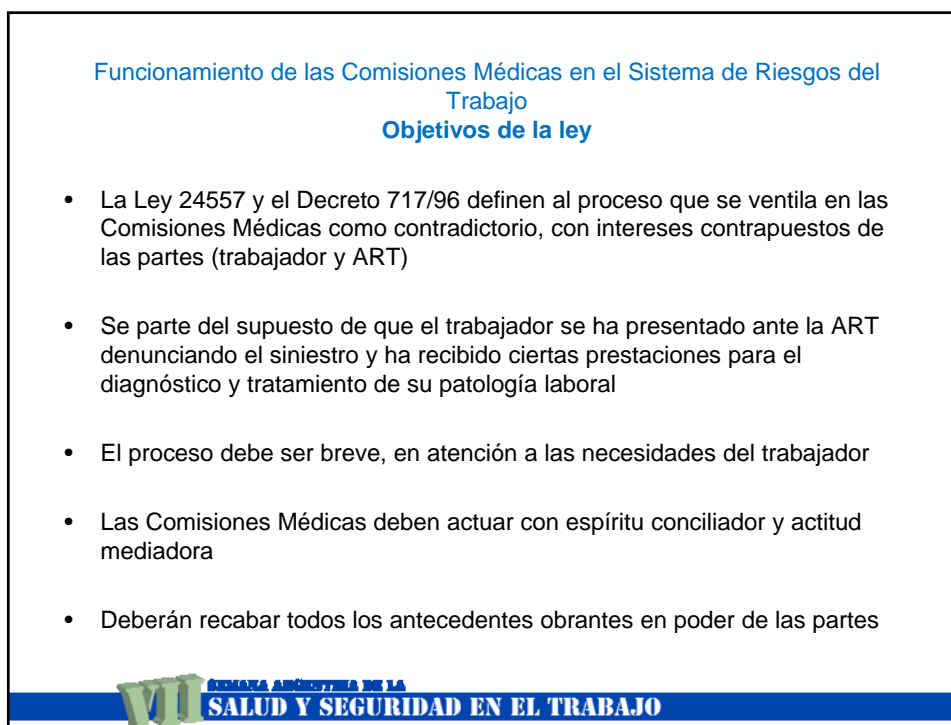 Funcionamiento de las Comisiones Médicas en el Sistema de Riesgos del
Trabajo
Objetivos de la ley
• La Ley 24557 y el Decreto 717/96 definen al proceso que se ventila en las
Comisiones Médicas como contradictorio, con intereses contrapuestos de
las partes (trabajador y ART)
• Se parte del supuesto de que el trabajador se ha presentado ante la ART
denunciando el siniestro y ha recibido ciertas prestaciones para el
diagnóstico y tratamiento de su patología laboral
• El proceso debe ser breve, en atención a las necesidades del trabajador
• Las Comisiones Médicas deben actuar con espíritu conciliador y actitud
mediadora
• Deberán recabar todos los antecedentes obrantes en poder de las partes
VII SEMANA ARGENTINA DE LA
SALUD Y SEGURIDAD EN EL TRABAJO